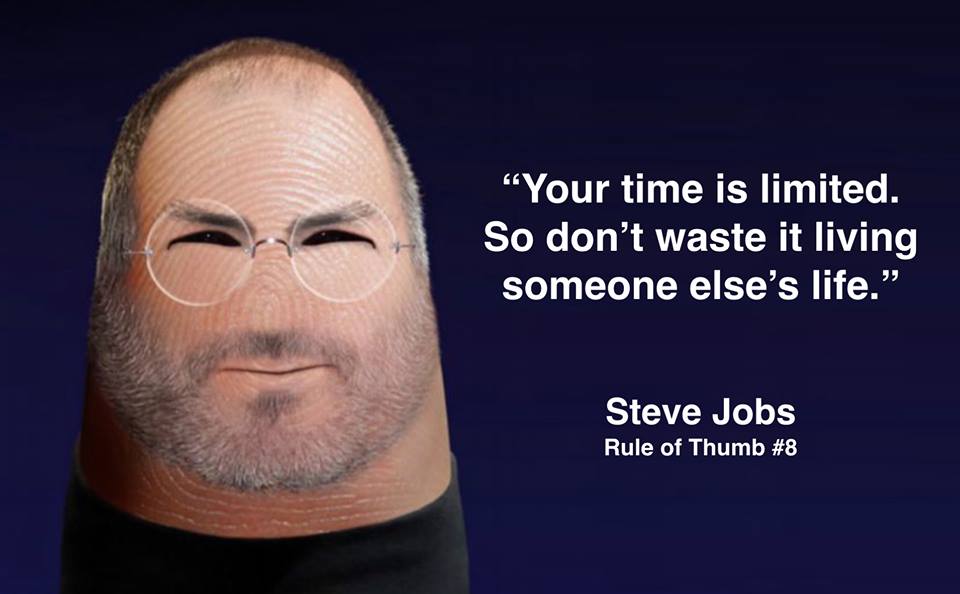 “Your time is limited.
So don’t waste it living
someone else’s life.”
Steve Jobs
Rule of Thumb #8